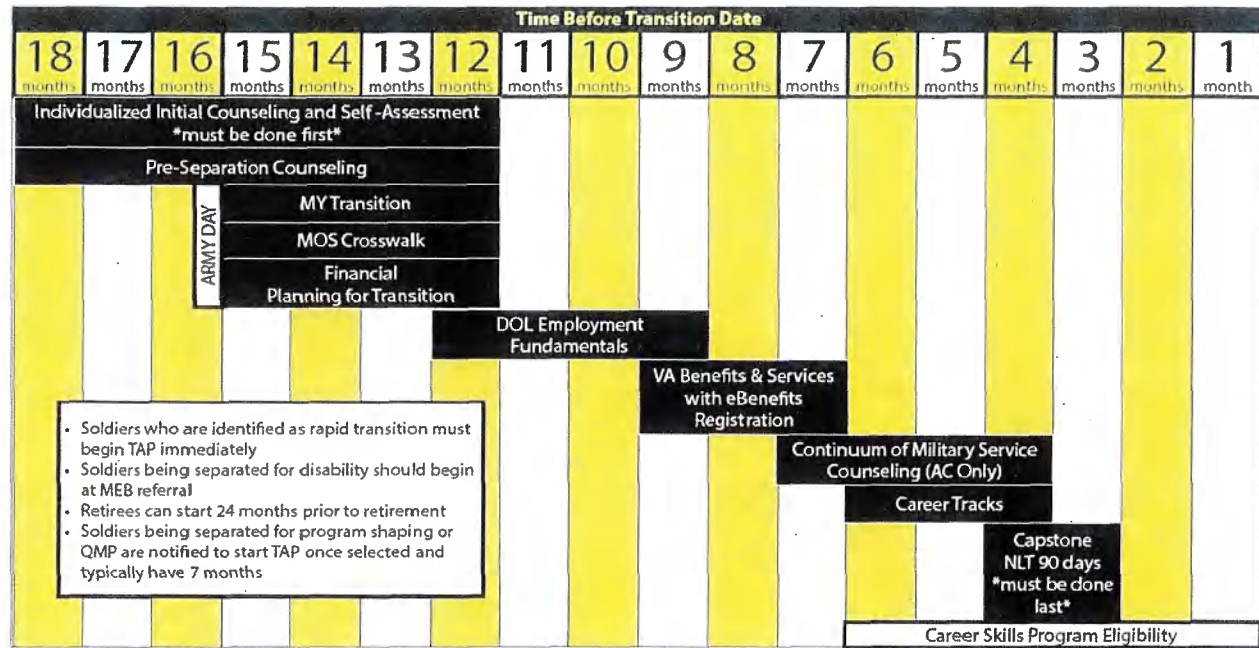 Time Before Transition Date
18 17 16 15 14 13 12 11 10 9 8 7 6 5 4 3 2 1
months months months months months months months months months months months months months months months months months month
Individualized Initial Counseling and Self-Assessment
*must be done first*
Pre-Separation Counseling
ARMY DAY
MY Transition
MOS Crosswalk
Financial
Planning for Transition
DOL Employment
Fundamentals
VA Benefits & Services
with eBenefits
Registration
• Soldiers who are identified as rapid transition must
begin TAP immediately
• Soldiers being separated for disability should begin
at MEB referral
• Retirees can start 24 months prior to retirement
• Soldiers being separated for program shaping or
QMP are notified to start TAP once selected and
typically have 7 months
Continuum of Military Service
Counseling (AC Only)
Career Tracks
Capstone
NLT 90 days
*must be done
last*
Career Skills Program Eligibility